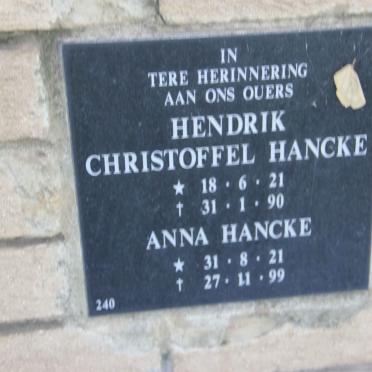 IN
TERE HERINNERING
AAN ONS OUERS
HENDRIK
CHRISTOFFEL HANCKE
★ 18 · 6 · 21
† 31 · 1 · 90
ANNA HANCKE
★ 31 · 8 · 21
† 27 · 11 · 99
240